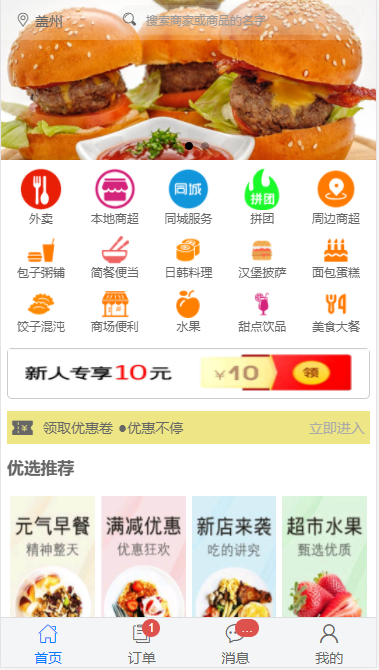 盖州 搜索商家或商品的名字
同城 拼团
外卖 本地商超 同城服务 拼团 周边商超
包子粥铺 简餐便当 日韩料理 汉堡披萨 面包蛋糕
饺子混沌 商场便利 水果 甜点饮品 美食大餐
新人专享10元 ¥10 领
领取优惠卷 ●优惠不停 立即进入
优选推荐
元气早餐 满减优惠 新店来袭 超市水果
精神整天 优惠狂欢 吃的讲究 甄选优质
1 ...
首页 订单 消息 我的